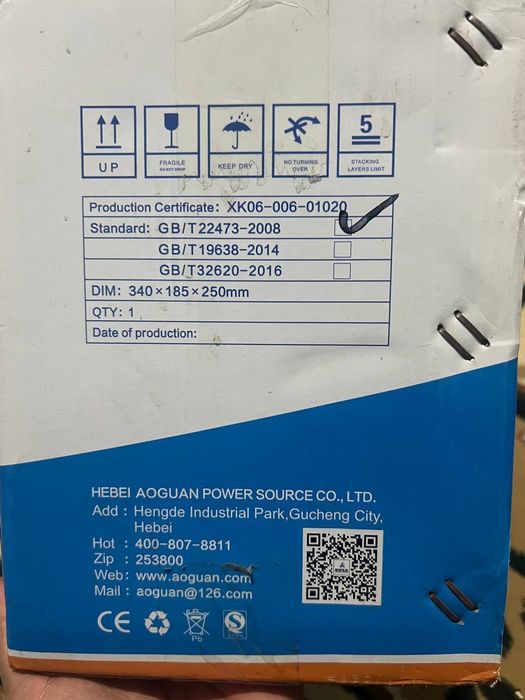 UP
FRAGILE
DO NOT DROP
KEEP DRY
NO TURNING
OVER
5
STACKING
LAYERS LIMIT
Production Certificate: XK06-006-01020
Standard: GB/T22473-2008
GB/T19638-2014
GB/T32620-2016
DIM: 340×185×250mm
QTY: 1
Date of production:
HEBEI AOGUAN POWER SOURCE CO., LTD.
Add : Hengde Industrial Park,Gucheng City,
Hebei
Hot : 400-807-8811
Zip : 253800
Web: www.aoguan.com
Mail : aoguan@126.com
CE
Pb
S